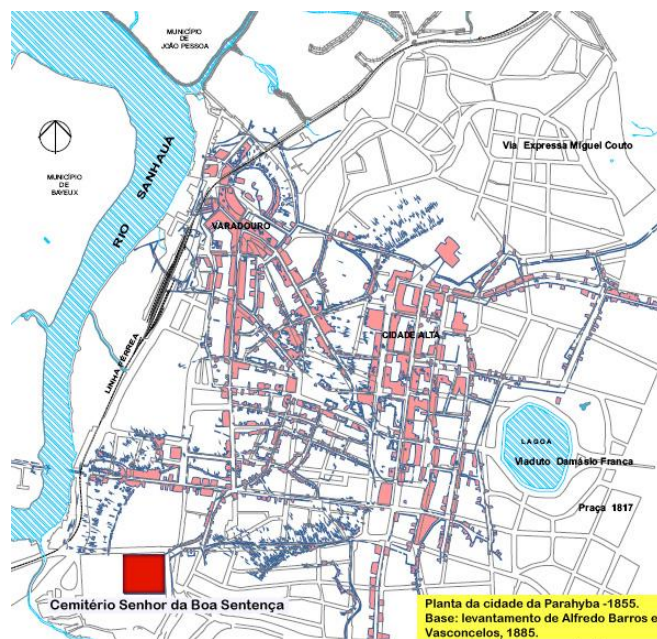 MUNICÍPIO
DE
JOÃO PESSOA
Via Expressa Miguel Couto
MUNICÍPIO
DE
BAYEUX
RIO SANHAUÁ
VARADOURO
LINHA FÉRREA
CIDADE ALTA
LAGOA
Viaduto Damásio França
Praça 1817
Cemitério Senhor da Boa Sentença
Planta da cidade da Parahyba -1855.
Base: levantamento de Alfredo Barros e
Vasconcelos, 1885.